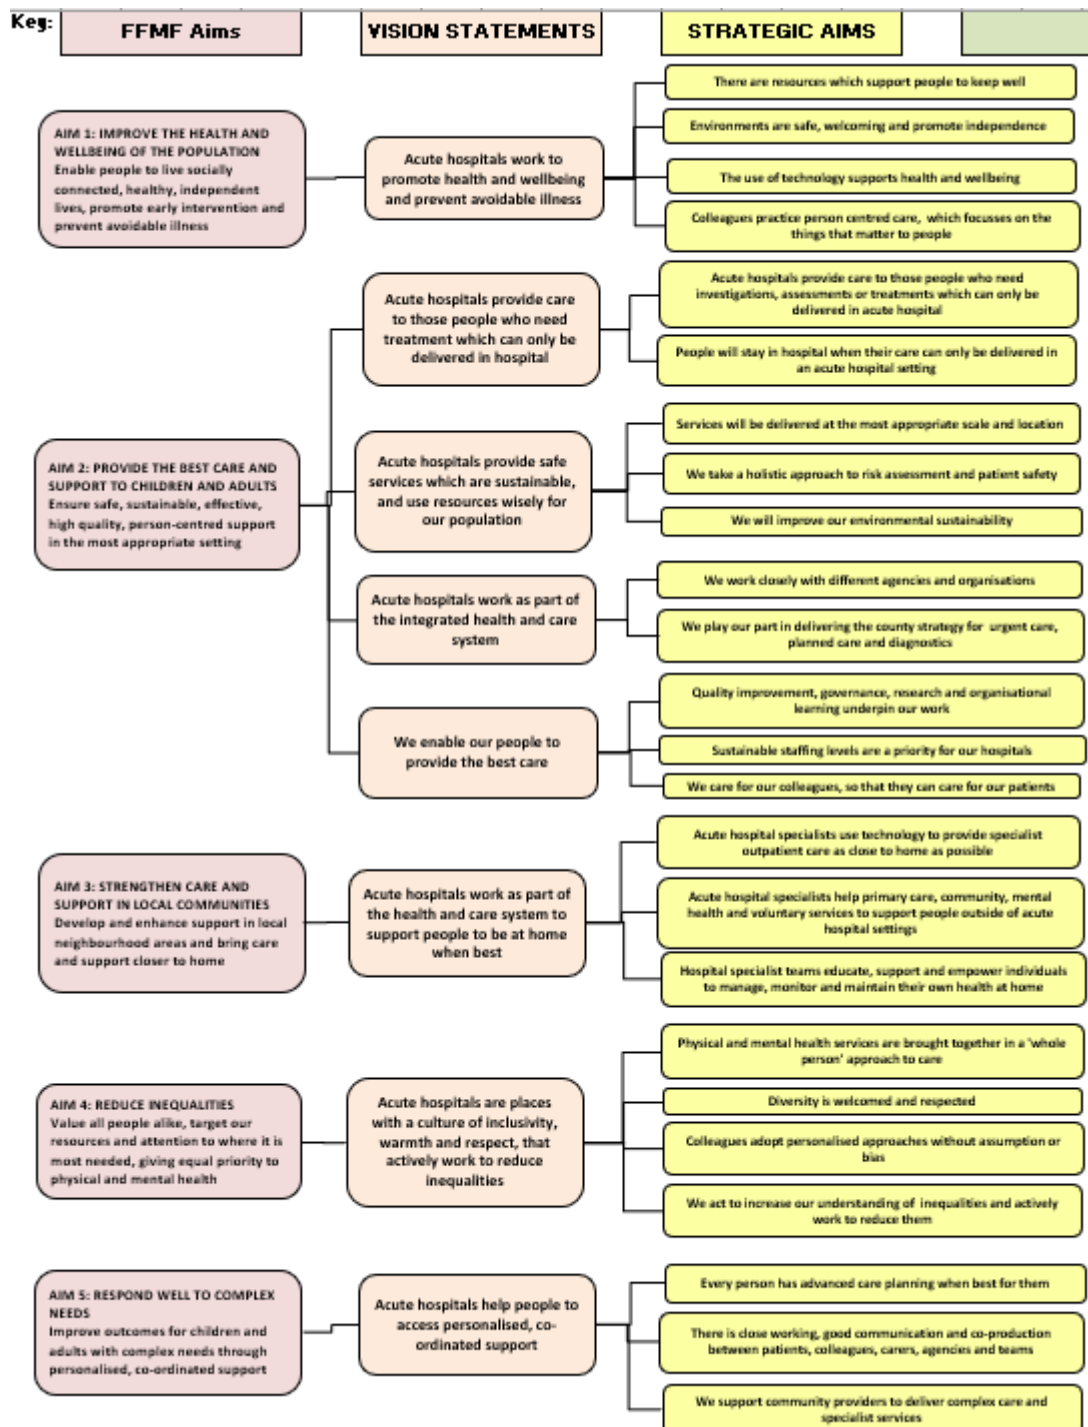 Key:
FFMF Aims
VISION STATEMENTS
STRATEGIC AIMS
AIM 1: IMPROVE THE HEALTH AND
WELLBEING OF THE POPULATION
Enable people to live socially
connected, healthy, independent
lives, promote early intervention and
prevent avoidable illness
Acute hospitals work to
promote health and wellbeing
and prevent avoidable illness
There are resources which support people to keep well
Environments are safe, welcoming and promote independence
The use of technology supports health and wellbeing
Colleagues practice person centred care, which focusses on the
things that matter to people
AIM 2: PROVIDE THE BEST CARE AND
SUPPORT TO CHILDREN AND ADULTS
Ensure safe, sustainable, effective,
high quality, person-centred support
in the most appropriate setting
Acute hospitals provide care
to those people who need
treatment which can only be
delivered in hospital
Acute hospitals provide care to those people who need
investigations, assessments or treatments which can only be
delivered in acute hospital
People will stay in hospital when their care can only be delivered in
an acute hospital setting
Acute hospitals provide safe
services which are sustainable,
and use resources wisely for
our population
Services will be delivered at the most appropriate scale and location
We take a holistic approach to risk assessment and patient safety
We will improve our environmental sustainability
Acute hospitals work as part of
the integrated health and care
system
We work closely with different agencies and organisations
We play our part in delivering the county strategy for urgent care,
planned care and diagnostics
We enable our people to
provide the best care
Quality improvement, governance, research and organisational
learning underpin our work
Sustainable staffing levels are a priority for our hospitals
We care for our colleagues, so that they can care for our patients
AIM 3: STRENGTHEN CARE AND
SUPPORT IN LOCAL COMMUNITIES
Develop and enhance support in local
neighbourhood areas and bring care
and support closer to home
Acute hospitals work as part of
the health and care system to
support people to be at home
when best
Acute hospital specialists use technology to provide specialist
outpatient care as close to home as possible
Acute hospital specialists help primary care, community, mental
health and voluntary services to support people outside of acute
hospital settings
Hospital specialist teams educate, support and empower individuals
to manage, monitor and maintain their own health at home
AIM 4: REDUCE INEQUALITIES
Value all people alike, target our
resources and attention to where it is
most needed, giving equal priority to
physical and mental health
Acute hospitals are places
with a culture of inclusivity,
warmth and respect, that
actively work to reduce
inequalities
Physical and mental health services are brought together in a 'whole
person' approach to care
Diversity is welcomed and respected
Colleagues adopt personalised approaches without assumption or
bias
We act to increase our understanding of inequalities and actively
work to reduce them
AIM 5: RESPOND WELL TO COMPLEX
NEEDS
Improve outcomes for children and
adults with complex needs through
personalised, co-ordinated support
Acute hospitals help people to
access personalised, co-
ordinated support
Every person has advanced care planning when best for them
There is close working, good communication and co-production
between patients, colleagues, carers, agencies and teams
We support community providers to deliver complex care and
specialist services